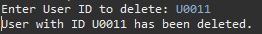 Enter User ID to delete: U0011
User with ID U0011 has been deleted.